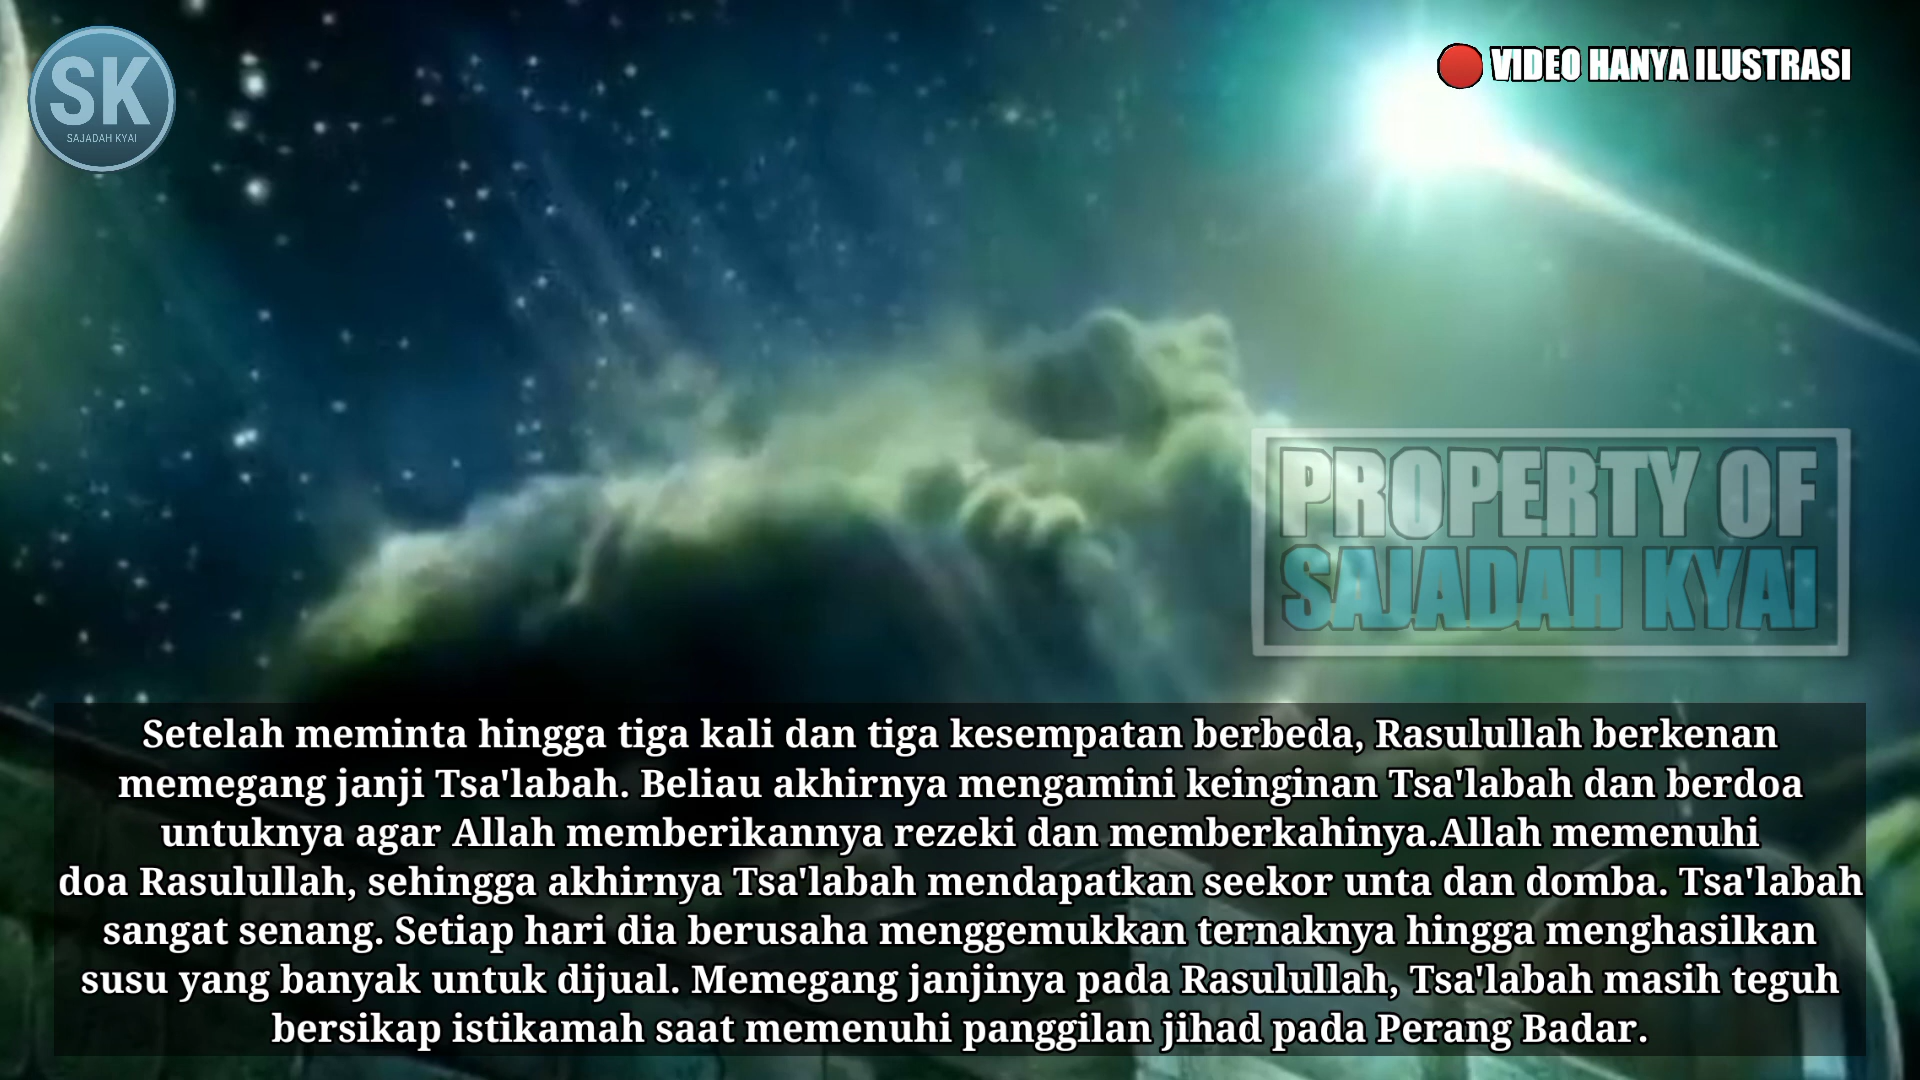 SK
SAJADAH KYAI
VIDEO HANYA ILUSTRASI
PROPERTY OF
SAJADAH KYAI
Setelah meminta hingga tiga kali dan tiga kesempatan berbeda, Rasulullah berkenan
memegang janji Tsa'labah. Beliau akhirnya mengamini keinginan Tsa'labah dan berdoa
untuknya agar Allah memberikannya rezeki dan memberkahinya.Allah memenuhi
doa Rasulullah, sehingga akhirnya Tsa'labah mendapatkan seekor unta dan domba. Tsa'labah
sangat senang. Setiap hari dia berusaha menggemukkan ternaknya hingga menghasilkan
susu yang banyak untuk dijual. Memegang janjinya pada Rasulullah, Tsa'labah masih teguh
bersikap istikamah saat memenuhi panggilan jihad pada Perang Badar.